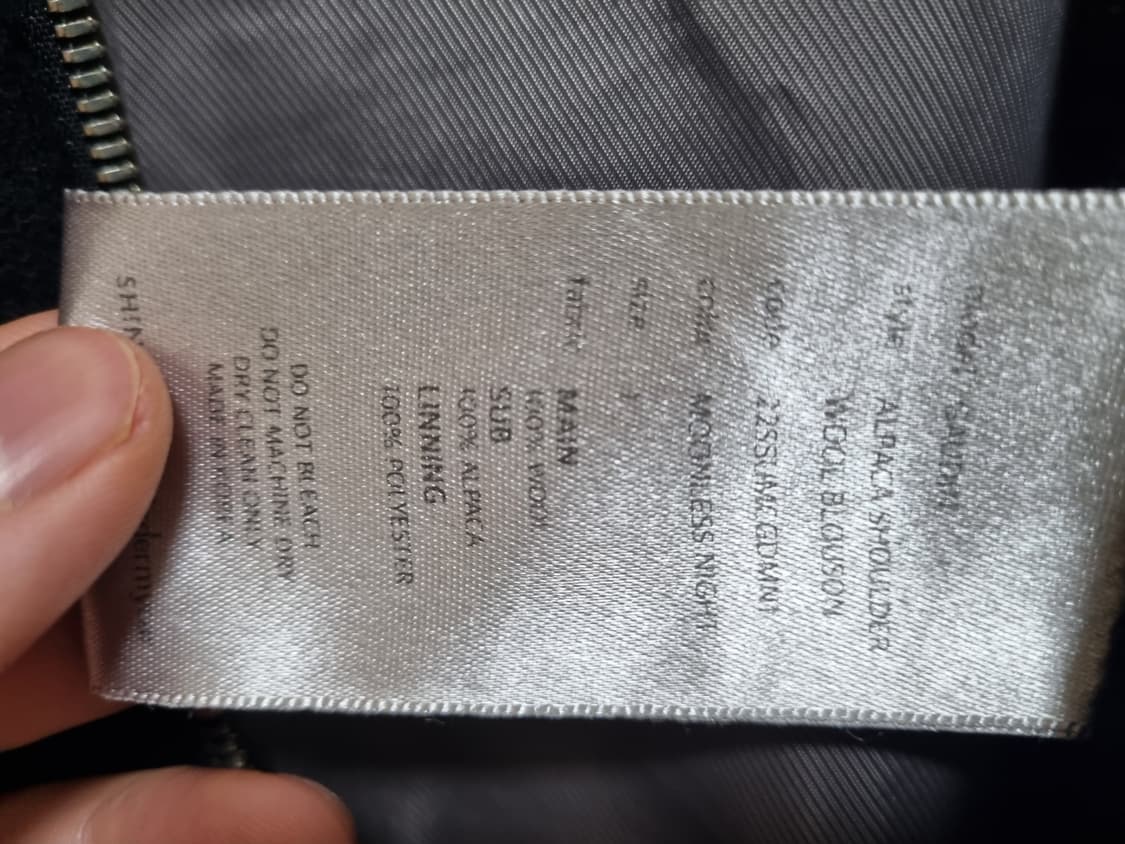 style ALPACA SHOULDER
WOOL BLOUSON
code
color MOONLESS NIGHT
size
fabric MAIN
100% WOOL
SUB
100% ALPACA
LINNING
100% POLYESTER
DO NOT BLEACH
DO NOT MACHINE DRY
DRY CLEAN ONLY
MADE IN KOREA